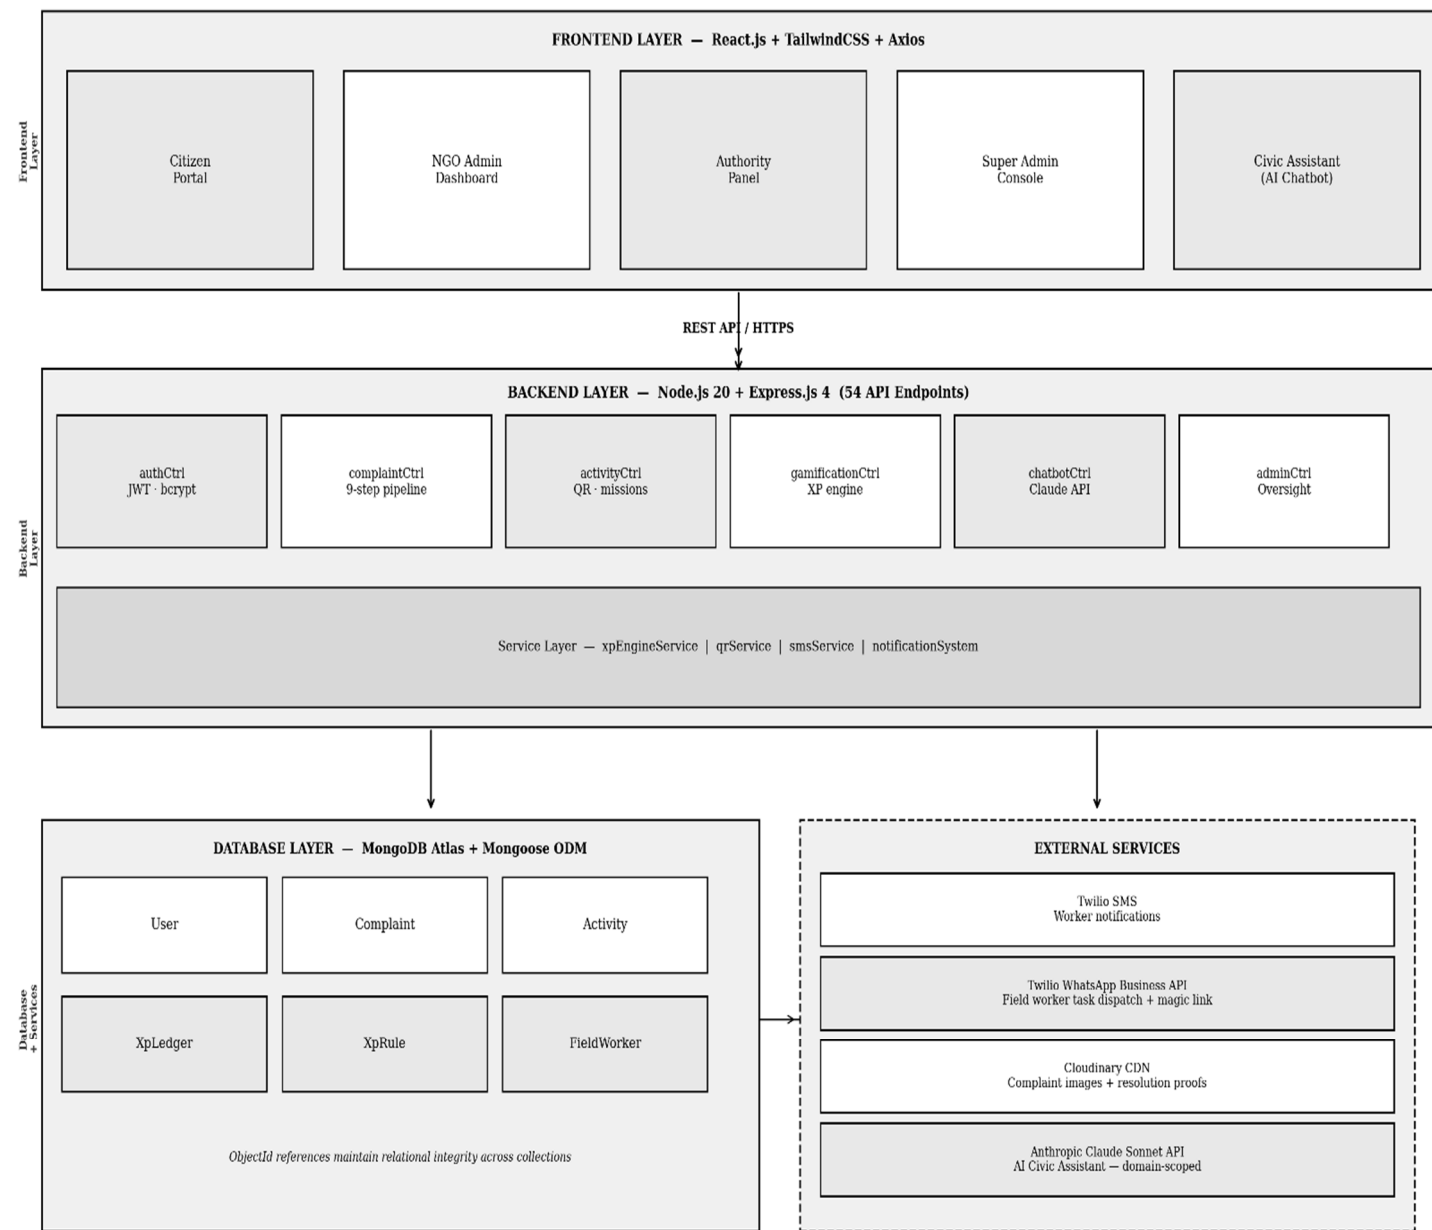 FRONTEND LAYER — React.js + TailwindCSS + Axios
Frontend
Layer
Citizen
Portal
NGO Admin
Dashboard
Authority
Panel
Super Admin
Console
Civic Assistant
(AI Chatbot)
REST API / HTTPS
BACKEND LAYER — Node.js 20 + Express.js 4 (54 API Endpoints)
Backend
Layer
authCtrl
JWT · bcrypt
complaintCtrl
9-step pipeline
activityCtrl
QR · missions
gamificationCtrl
XP engine
chatbotCtrl
Claude API
adminCtrl
Oversight
Service Layer — xpEngineService | qrService | smsService | notificationSystem
Database
+ Services
DATABASE LAYER — MongoDB Atlas + Mongoose ODM
User
Complaint
Activity
XpLedger
XpRule
FieldWorker
ObjectId references maintain relational integrity across collections
EXTERNAL SERVICES
Twilio SMS
Worker notifications
Twilio WhatsApp Business API
Field worker task dispatch + magic link
Cloudinary CDN
Complaint images + resolution proofs
Anthropic Claude Sonnet API
AI Civic Assistant — domain-scoped